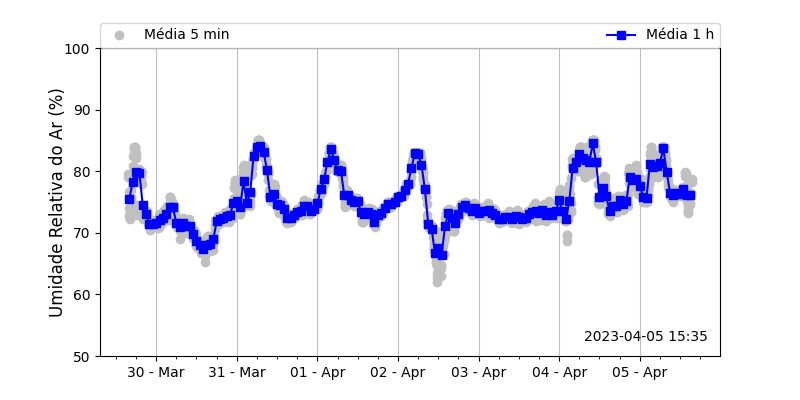 Média 5 min
Média 1 h
Umidade Relativa do Ar (%)
100
90
80
70
60
50
2023-04-05 15:35
30 - Mar
31 - Mar
01 - Apr
02 - Apr
03 - Apr
04 - Apr
05 - Apr